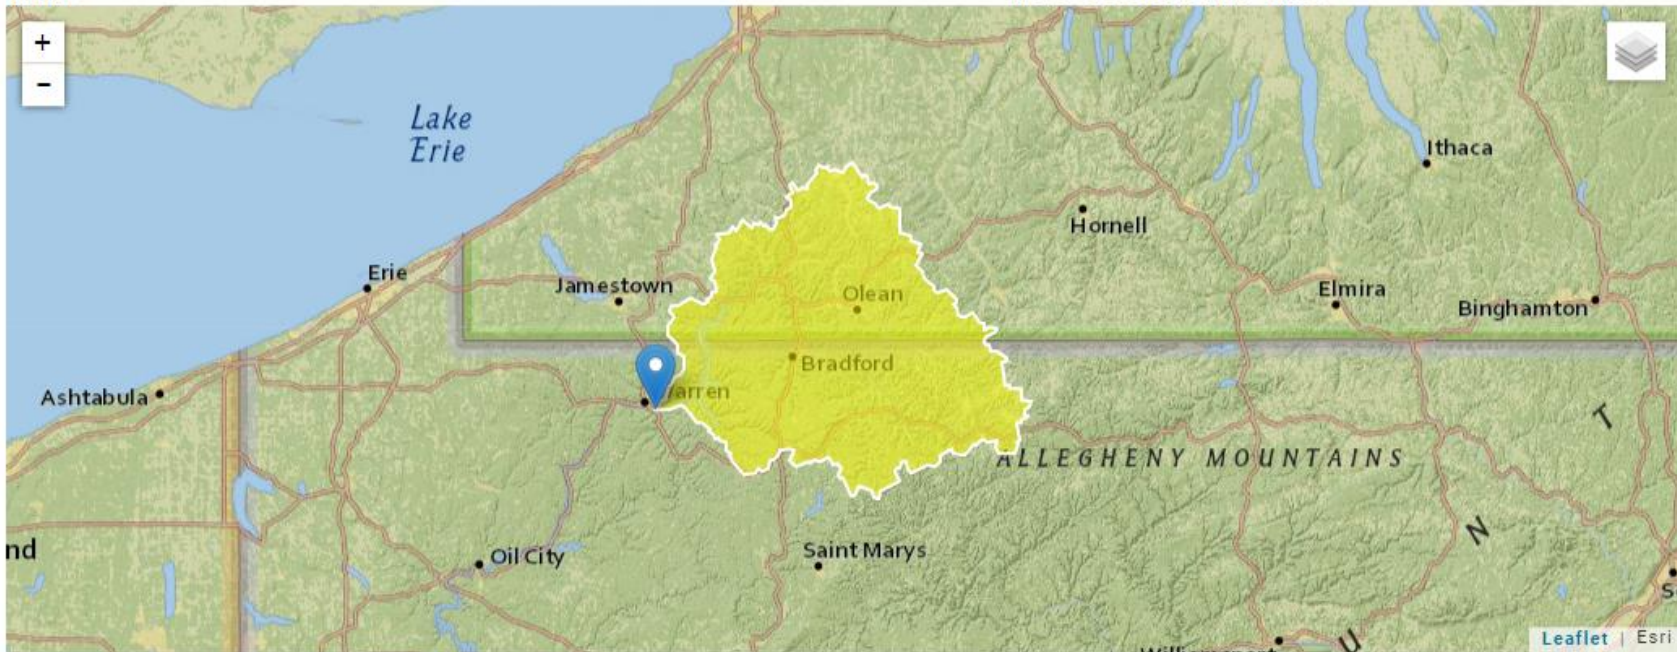 +
-
Lake
Erie
Ithaca
Hornell
Erie
Jamestown
Olean
Elmira
Binghamton
Bradford
Ashtabula
arren
ALLEGHENY MOUNTAINS
T
N
nd
Oil City
Saint Marys
S
U
Leaflet | Esri